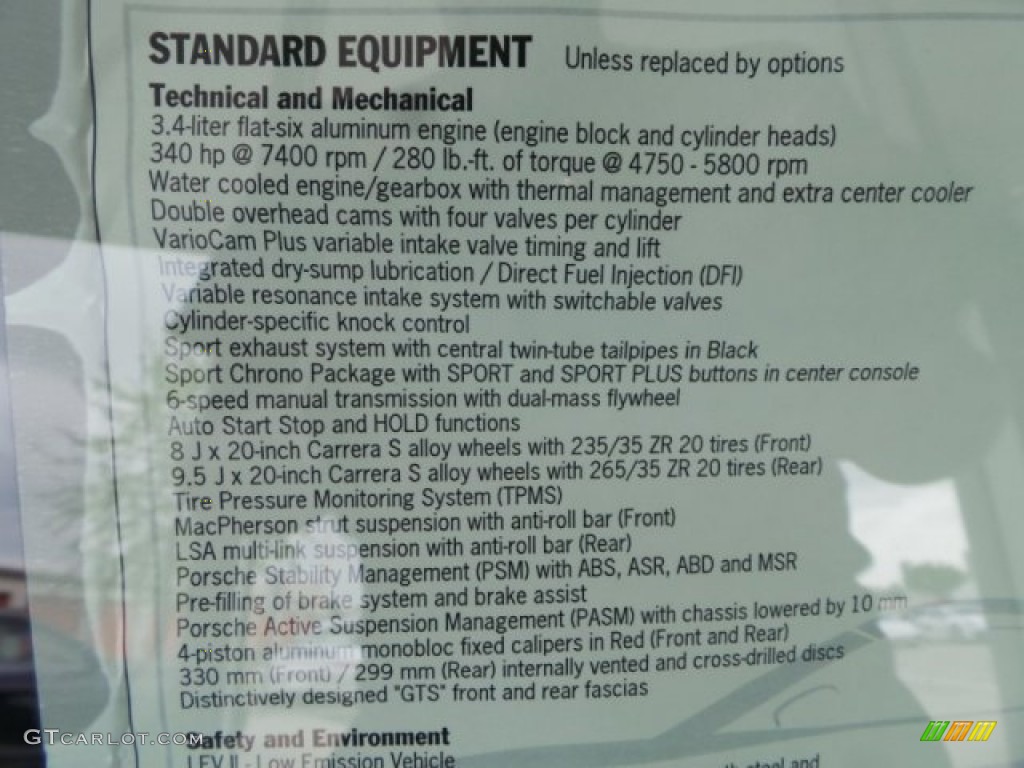 STANDARD EQUIPMENT Unless replaced by options
Technical and Mechanical
3.4-liter flat-six aluminum engine (engine block and cylinder heads)
340 hp @ 7400 rpm / 280 lb.-ft. of torque @ 4750 - 5800 rpm
Water cooled engine/gearbox with thermal management and extra center cooler
Double overhead cams with four valves per cylinder
VarioCam Plus variable intake valve timing and lift
Integrated dry-sump lubrication / Direct Fuel Injection (DFI)
Variable resonance intake system with switchable valves
Cylinder-specific knock control
Sport exhaust system with central twin-tube tailpipes in Black
Sport Chrono Package with SPORT and SPORT PLUS buttons in center console
6-speed manual transmission with dual-mass flywheel
Auto Start Stop and HOLD functions
8 J x 20-inch Carrera S alloy wheels with 235/35 ZR 20 tires (Front)
9.5 J x 20-inch Carrera S alloy wheels with 265/35 ZR 20 tires (Rear)
Tire Pressure Monitoring System (TPMS)
MacPherson strut suspension with anti-roll bar (Front)
LSA multi-link suspension with anti-roll bar (Rear)
Porsche Stability Management (PSM) with ABS, ASR, ABD and MSR
Pre-filling of brake system and brake assist
Porsche Active Suspension Management (PASM) with chassis lowered by 10 mm
4-piston aluminum monobloc fixed calipers in Red (Front and Rear)
330 mm (Front) / 299 mm (Rear) internally vented and cross-drilled discs
Distinctively designed "GTS" front and rear fascias
Safety and Environment
LEV II - Low Emission Vehicle
steel and
GTCARLOT.COM